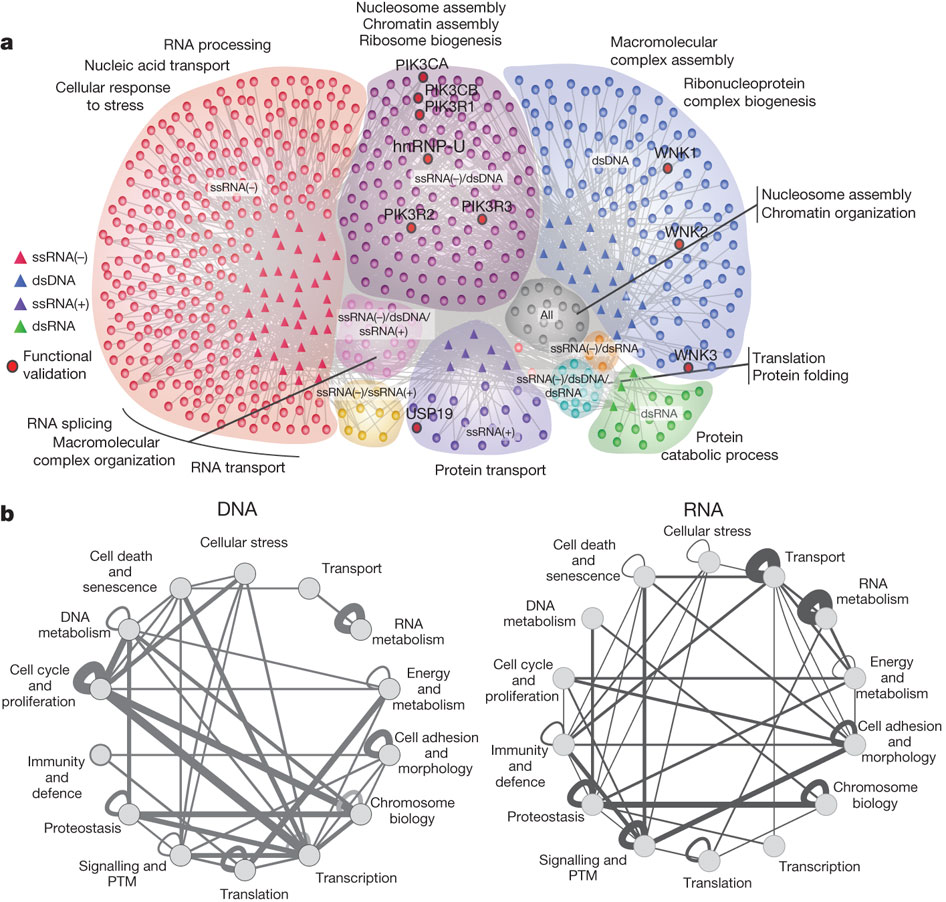 a
Nucleosome assembly
Chromatin assembly
Ribosome biogenesis
RNA processing
Nucleic acid transport
Cellular response
to stress
Macromolecular
complex assembly
Ribonucleoprotein
complex biogenesis
PIK3CA
PIK3CB
PIK3R1
hnRNP-U
ssRNA(–)/dsDNA
PIK3R2
PIK3R3
ssRNA(–)
dsDNA
WNK1
WNK2
WNK3
Nucleosome assembly
Chromatin organization
ssRNA(–)
dsDNA
ssRNA(+)
dsRNA
Functional
validation
ssRNA(–)/dsDNA/
ssRNA(+)
All
ssRNA(–)/dsRNA
ssRNA(–)/dsDNA/
dsRNA
Translation
Protein folding
ssRNA(–)/ssRNA(+)
USP19
ssRNA(+)
dsRNA
RNA splicing
Macromolecular
complex organization
RNA transport
Protein transport
Protein
catabolic process
b
DNA
Cellular stress
Cell death
and
senescence
Transport
DNA
metabolism
RNA
metabolism
Cell cycle
and
proliferation
Energy
and
metabolism
Immunity
and
defence
Cell adhesion
and
morphology
Proteostasis
Chromosome
biology
Signalling and
PTM
Translation
Transcription
RNA
Cellular stress
Cell death
and
senescence
Transport
DNA
metabolism
RNA
metabolism
Cell cycle
and
proliferation
Energy
and
metabolism
Immunity
and
defence
Cell adhesion
and
morphology
Proteostasis
Chromosome
biology
Signalling and
PTM
Translation
Transcription